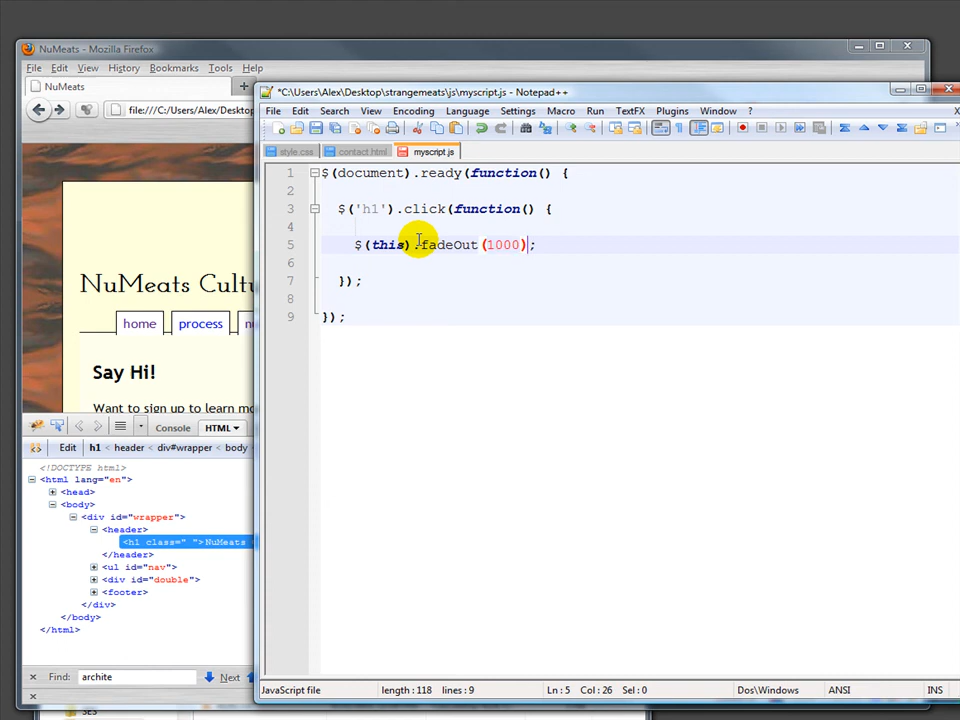 NuMeats - Mozilla Firefox
File Edit View History Bookmarks Tools Help
NuMeats
file:///C:/Users/Alex/Desktop
*C:\Users\Alex\Desktop\strangemeats\js\myscript.js - Notepad++
File Edit Search View Encoding Language Settings Macro Run TextFX Plugins Window ?
style.css contact.html myscript.js
1 $(document).ready(function() {
2
3 $('h1').click(function() {
4
5 $(this).fadeOut(1000);
6
7 });
8
9 });
NuMeats Cultu
home process n
Say Hi!
Want to sign up to learn mo
Console HTML
Edit h1 < header < div#wrapper < body
<!DOCTYPE html>
<html lang="en">
<head>
<body>
<div id="wrapper">
<header>
<h1 class=" ">NuMeats
</header>
<ul id="nav">
<div id="double">
<footer>
</div>
</body>
</html>
Find: archite Next
JavaScript file length : 118 lines : 9 Ln : 5 Col : 26 Sel : 0 Dos\Windows ANSI INS